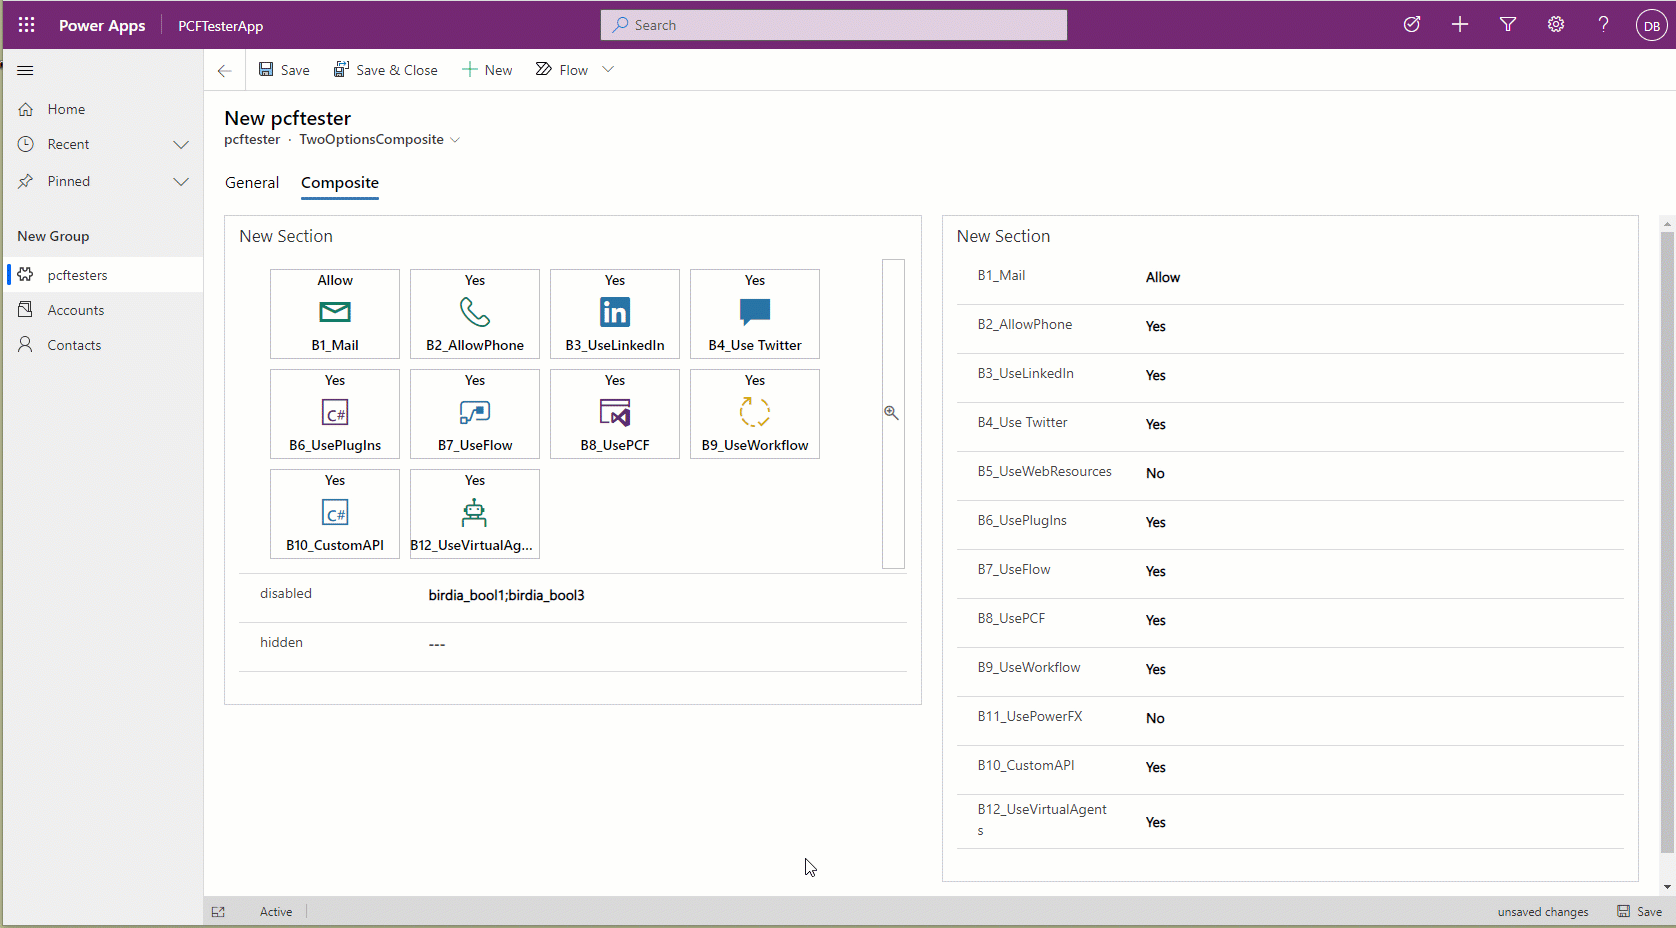 Power Apps PCFTesterApp Search ? DB
Save Save & Close New Flow
Home
Recent
Pinned
New Group
pcftesters
Accounts
Contacts
New pcftester
pcftester · TwoOptionsComposite
General Composite
New Section
Allow Yes Yes Yes
in
B1_Mail B2_AllowPhone B3_UseLinkedIn B4_Use Twitter
Yes Yes Yes Yes
C#
B6_UsePlugIns B7_UseFlow B8_UsePCF B9_UseWorkflow
Yes Yes
C#
B10_CustomAPI B12_UseVirtualAg...
disabled birdia_bool1;birdia_bool3
hidden ---
New Section
B1_Mail Allow
B2_AllowPhone Yes
B3_UseLinkedIn Yes
B4_Use Twitter Yes
B5_UseWebResources No
B6_UsePlugIns Yes
B7_UseFlow Yes
B8_UsePCF Yes
B9_UseWorkflow Yes
B11_UsePowerFX No
B10_CustomAPI Yes
B12_UseVirtualAgent
s Yes
Active unsaved changes Save